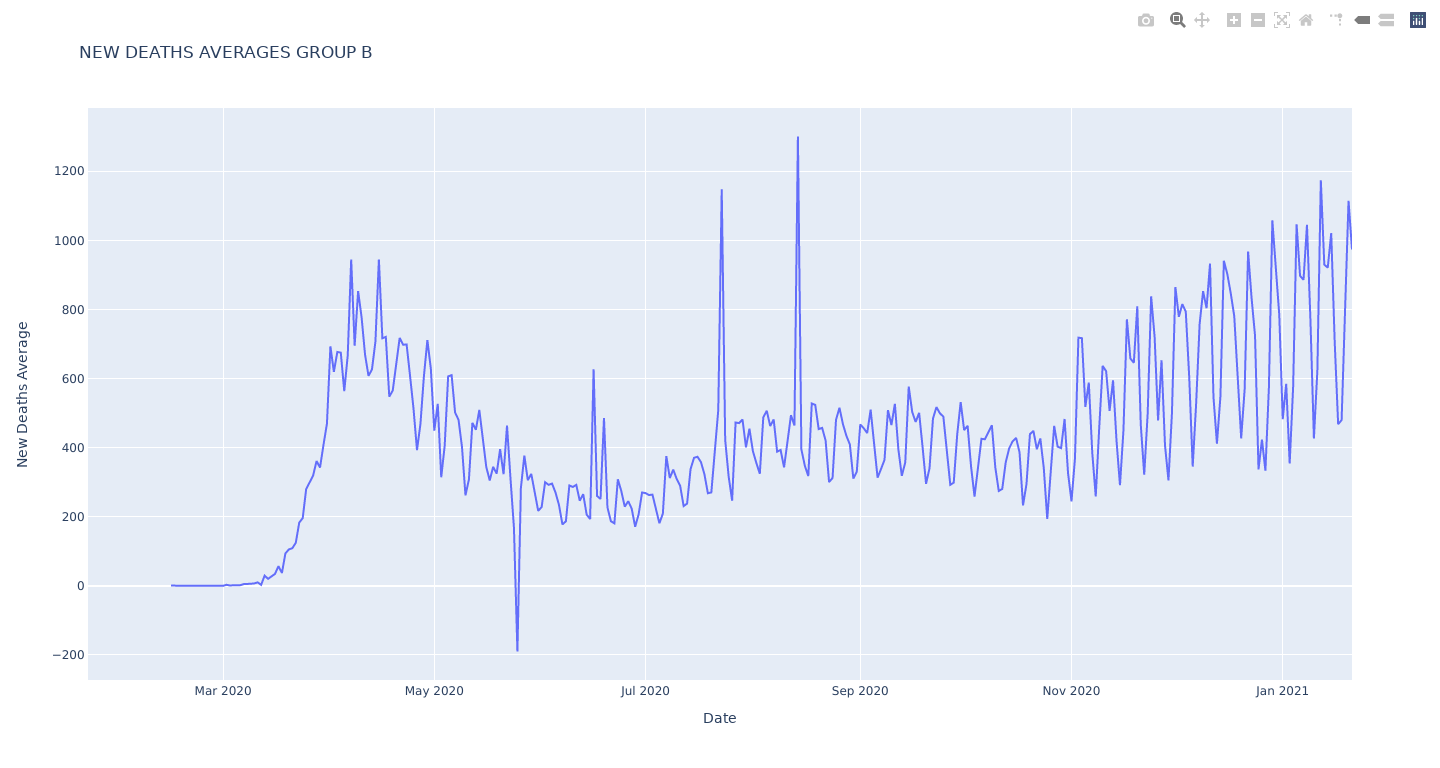 NEW DEATHS AVERAGES GROUP B
New Deaths Average
1200
1000
800
600
400
200
0
−200
Mar 2020
May 2020
Jul 2020
Sep 2020
Nov 2020
Jan 2021
Date